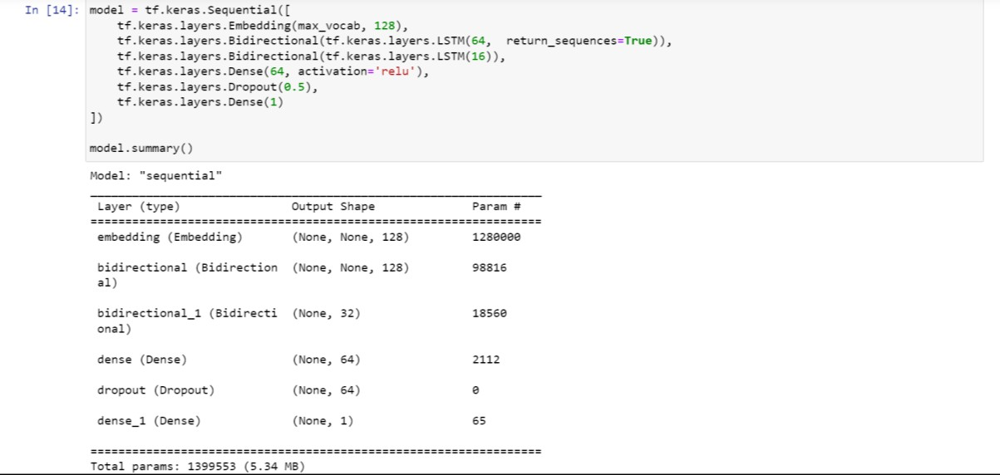 In [14]: model = tf.keras.Sequential([
    tf.keras.layers.Embedding(max_vocab, 128),
    tf.keras.layers.Bidirectional(tf.keras.layers.LSTM(64,  return_sequences=True)),
    tf.keras.layers.Bidirectional(tf.keras.layers.LSTM(16)),
    tf.keras.layers.Dense(64, activation='relu'),
    tf.keras.layers.Dropout(0.5),
    tf.keras.layers.Dense(1)
])
model.summary()
Model: "sequential"
Layer (type) Output Shape Param #
embedding (Embedding) (None, None, 128) 1280000
bidirectional (Bidirection (None, None, 128) 98816
al)
bidirectional_1 (Bidirecti (None, 32) 18560
onal)
dense (Dense) (None, 64) 2112
dropout (Dropout) (None, 64) 0
dense_1 (Dense) (None, 1) 65
Total params: 1399553 (5.34 MB)